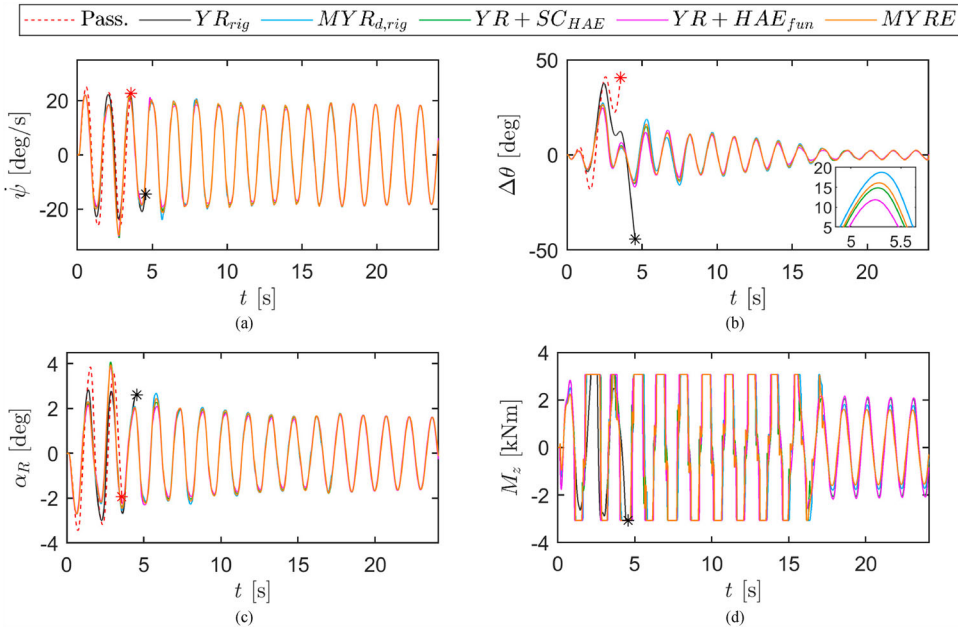 Pass. YR_rig MYR_d,rig YR + SC_HAE YR + HAE_fun MYRE
ψ̇ [deg/s]
20
0
-20
0 5 10 15 20
t [s]
(a)
Δθ [deg]
50
0
-50
20
15
10
5
5 5.5
0 5 10 15 20
t [s]
(b)
α_R [deg]
4
2
0
-2
-4
0 5 10 15 20
t [s]
(c)
M_z [kNm]
4
2
0
-2
-4
0 5 10 15 20
t [s]
(d)